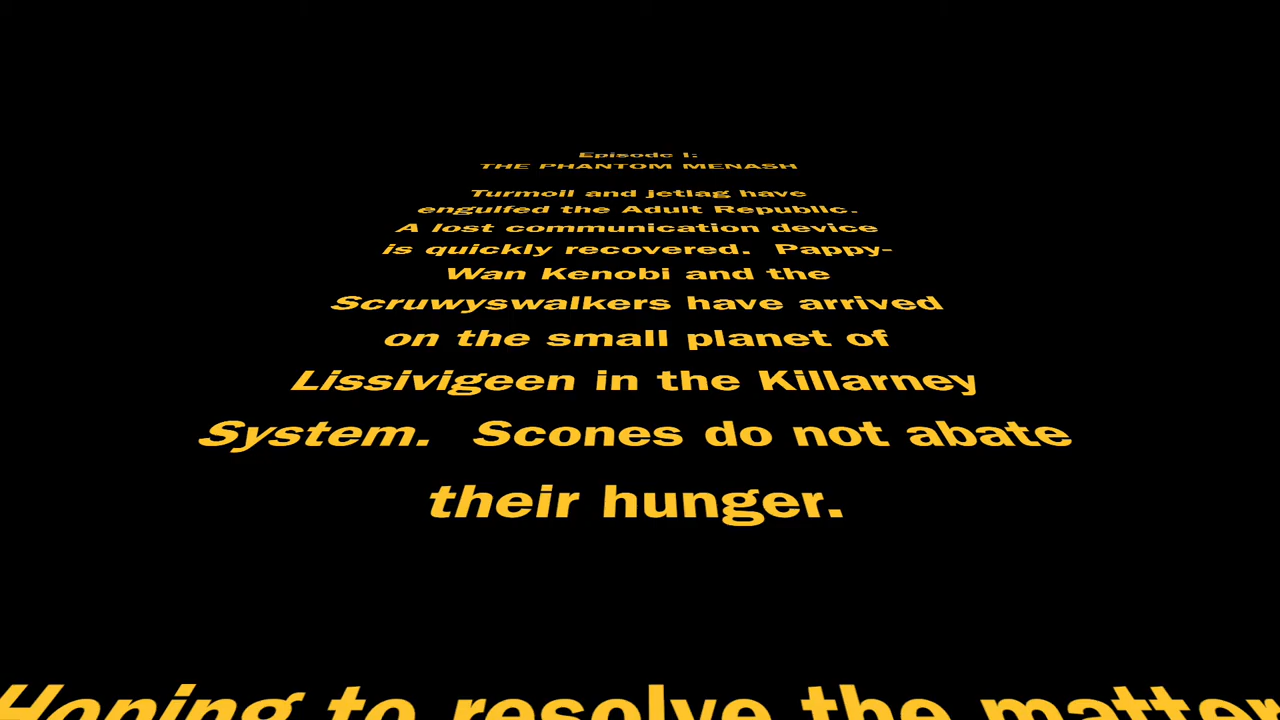 Episode I:
THE PHANTOM MENASH
Turmoil and jetlag have
engulfed the Adult Republic.
A lost communication device
is quickly recovered.  Pappy-
Wan Kenobi and the
Scruwyswalkers have arrived
on the small planet of
Lissivigeen in the Killarney
System.  Scones do not abate
their hunger.
Hoping to resolve the matter